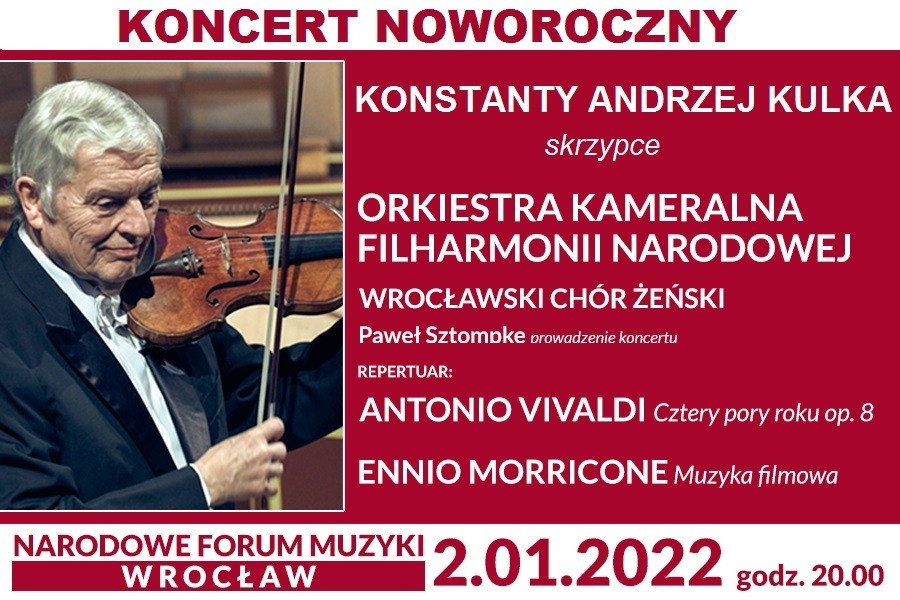 KONCERT NOWOROCZNY
KONSTANTY ANDRZEJ KULKA
skrzypce
ORKIESTRA KAMERALNA
FILHARMONII NARODOWEJ
WROCŁAWSKI CHÓR ŻEŃSKI
Paweł Sztompke prowadzenie koncertu
REPERTUAR:
ANTONIO VIVALDI Cztery pory roku op. 8
ENNIO MORRICONE Muzyka filmowa
NARODOWE FORUM MUZYKI
WROCŁAW
2.01.2022 godz. 20.00